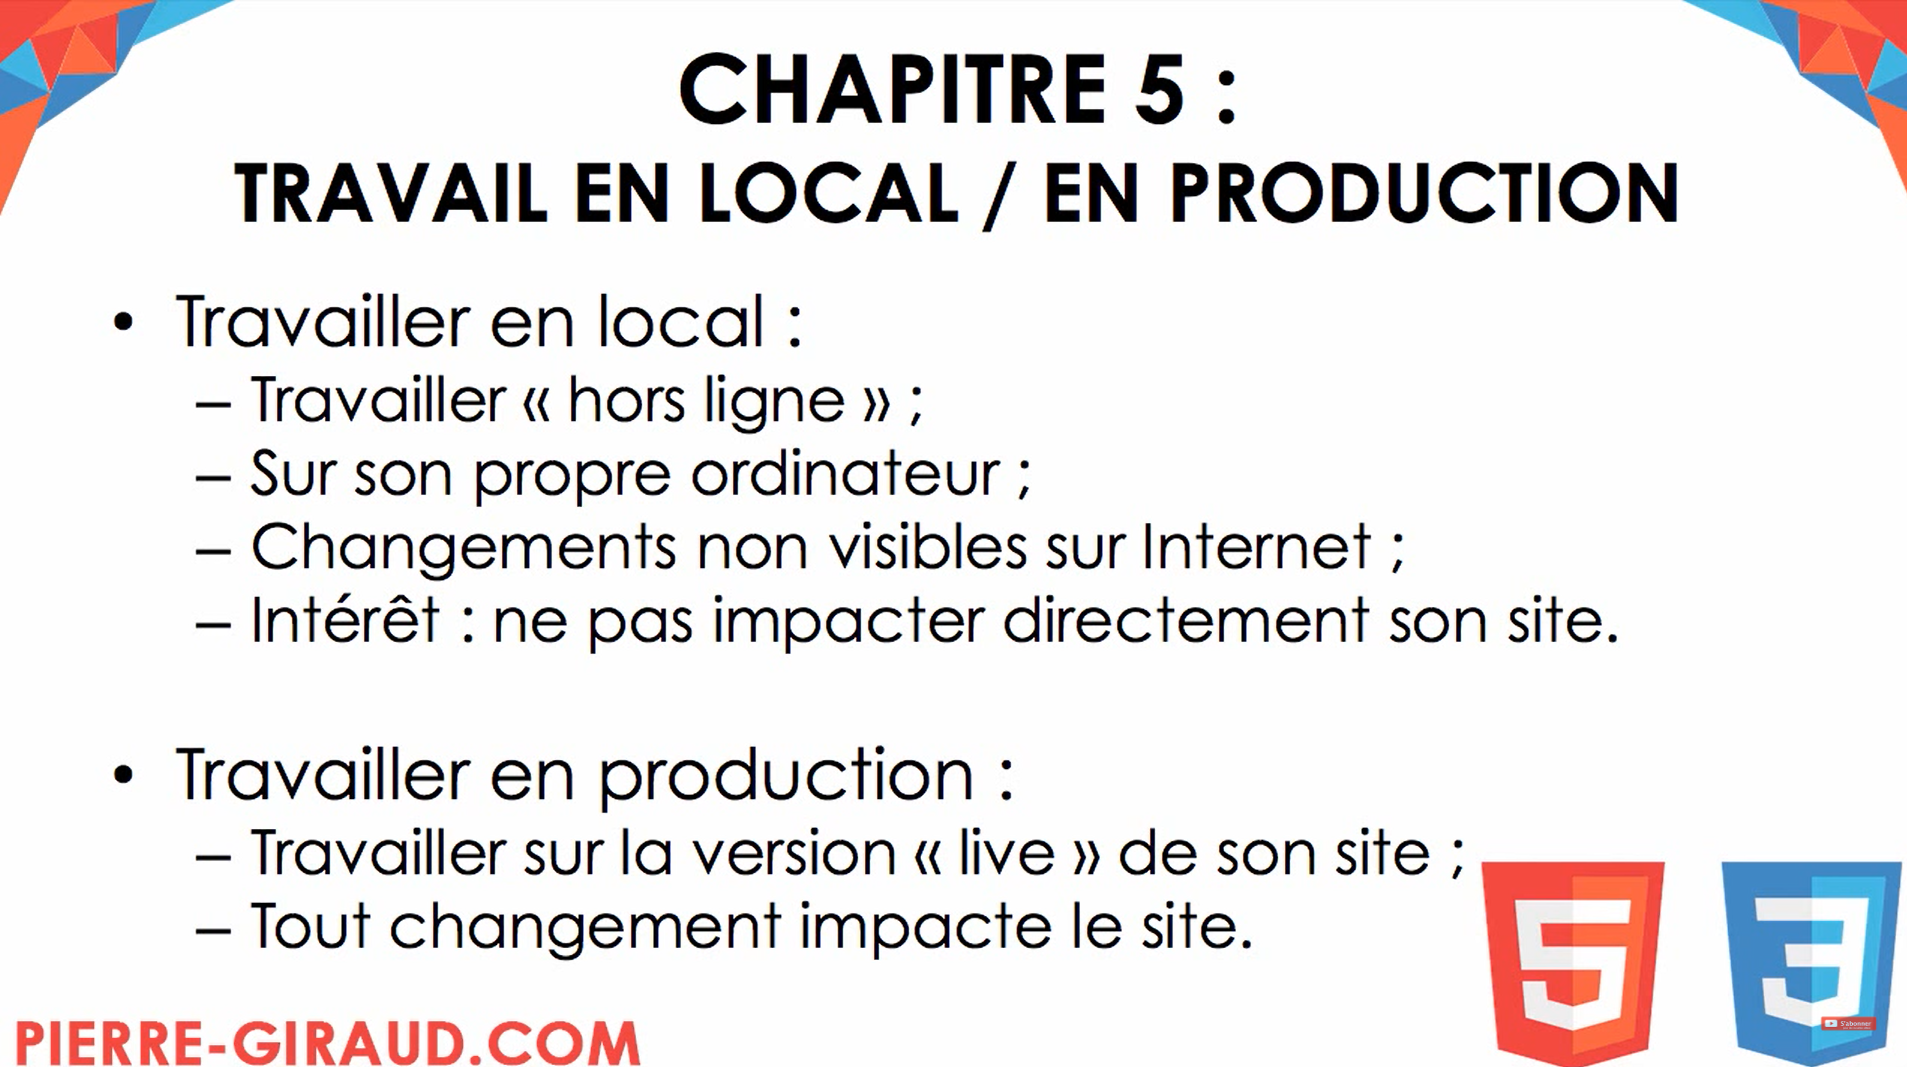 CHAPITRE 5 :
TRAVAIL EN LOCAL / EN PRODUCTION
• Travailler en local :
– Travailler « hors ligne » ;
– Sur son propre ordinateur ;
– Changements non visibles sur Internet ;
– Intérêt : ne pas impacter directement son site.
• Travailler en production :
– Travailler sur la version « live » de son site ;
– Tout changement impacte le site.
5
3
S'abonner
PIERRE-GIRAUD.COM